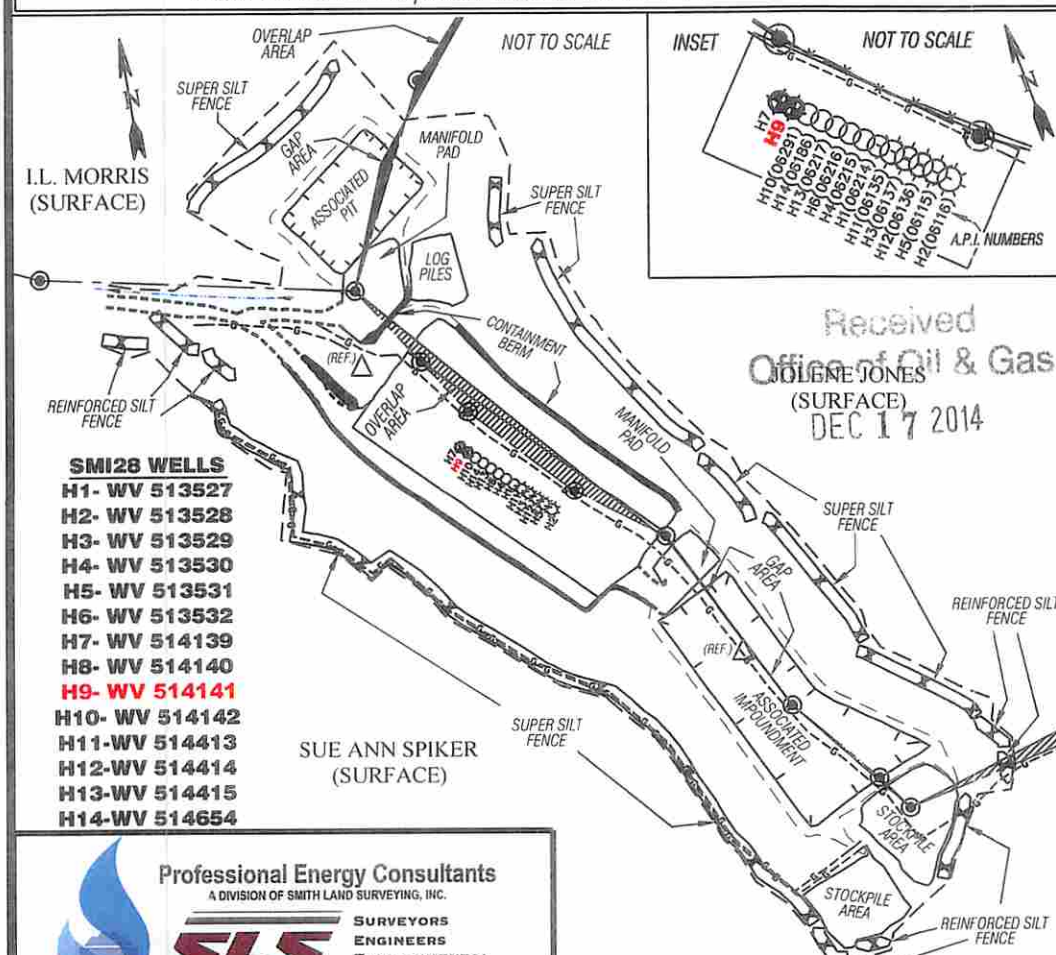 OVERLAP
AREA
NOT TO SCALE
INSET
NOT TO SCALE
N
SUPER SILT
FENCE
GAP
AREA
MANIFOLD
PAD
I.L. MORRIS
(SURFACE)
ASSOCIATED
PIT
SUPER SILT
FENCE
LOG
PILES
H7
H9
H10(06291)
H14(06186)
H13(06217)
H6(06216)
H4(06215)
H1(06214)
H11(06135)
H3(06137)
H12(06136)
H5(06115)
H2(06116)
A.P.I. NUMBERS
N
CONTAINMENT
BERM
(REF.)
Received
Office of Oil & Gas
JOLENE JONES
(SURFACE)
DEC 17 2014
REINFORCED SILT
FENCE
OVERLAP
AREA
MANIFOLD
PAD
H7
H9
SMI28 WELLS
H1- WV 513527
H2- WV 513528
H3- WV 513529
H4- WV 513530
H5- WV 513531
H6- WV 513532
H7- WV 514139
H8- WV 514140
H9- WV 514141
H10- WV 514142
H11-WV 514413
H12-WV 514414
H13-WV 514415
H14-WV 514654
SUPER SILT
FENCE
GAP
AREA
REINFORCED SILT
FENCE
(REF.)
ASSOCIATED
IMPOUNDMENT
SUE ANN SPIKER
(SURFACE)
SUPER SILT
FENCE
STOCKPILE
AREA
STOCKPILE
AREA
REINFORCED SILT
FENCE
Professional Energy Consultants
A DIVISION OF SMITH LAND SURVEYING, INC.
SLS
SURVEYORS
ENGINEERS